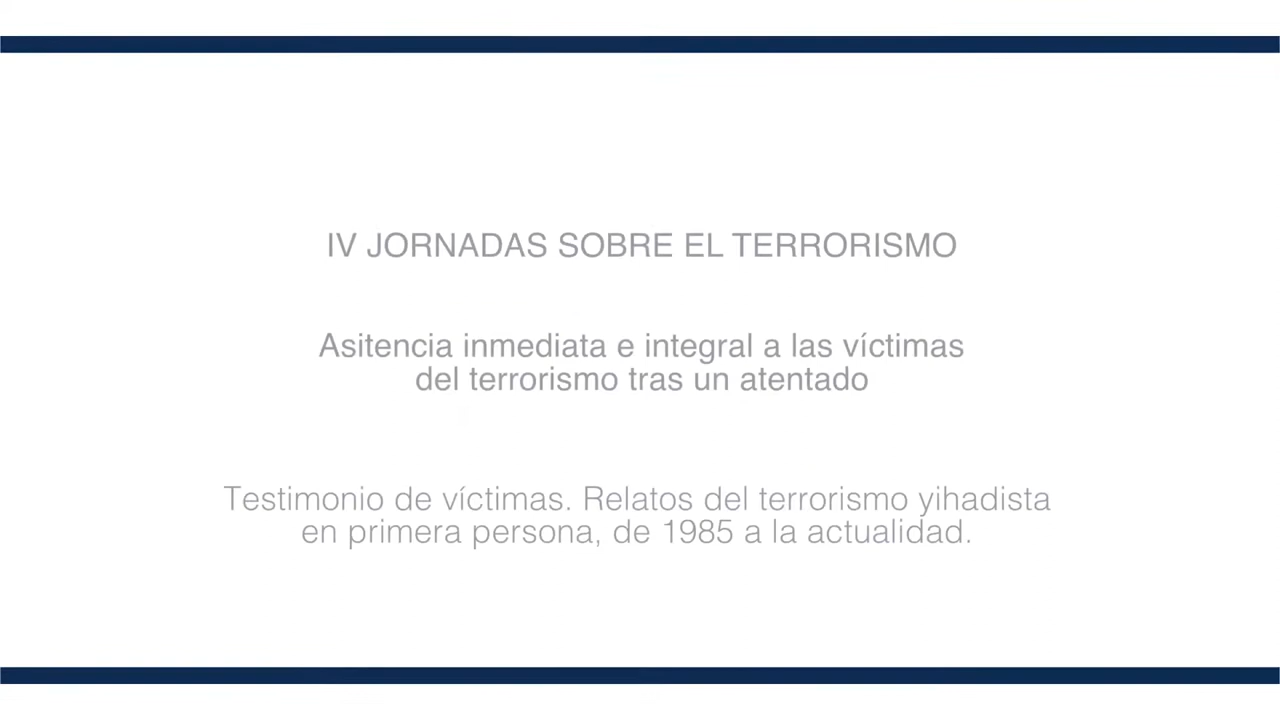 IV JORNADAS SOBRE EL TERRORISMO
Asitencia inmediata e integral a las víctimas
del terrorismo tras un atentado
Testimonio de víctimas. Relatos del terrorismo yihadista
en primera persona, de 1985 a la actualidad.